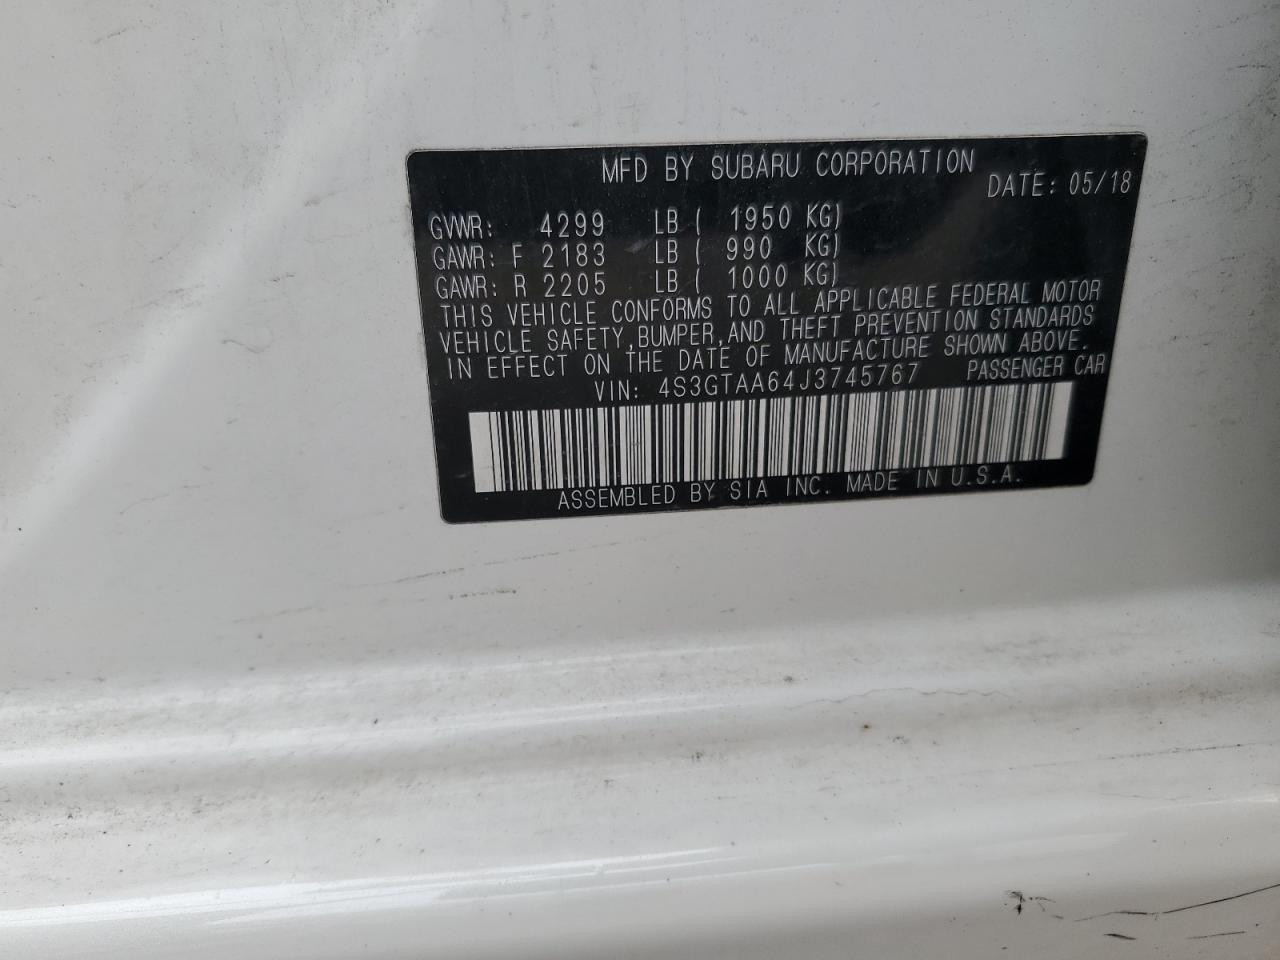 MFD BY SUBARU CORPORATION
DATE: 05/18
GVWR: 4299 LB ( 1950 KG)
GAWR: F 2183 LB ( 990 KG)
GAWR: R 2205 LB ( 1000 KG)
THIS VEHICLE CONFORMS TO ALL APPLICABLE FEDERAL MOTOR
VEHICLE SAFETY, BUMPER, AND THEFT PREVENTION STANDARDS
IN EFFECT ON THE DATE OF MANUFACTURE SHOWN ABOVE.
VIN: 4S3GTAA64J3745767 PASSENGER CAR
ASSEMBLED BY SIA INC. MADE IN U.S.A.